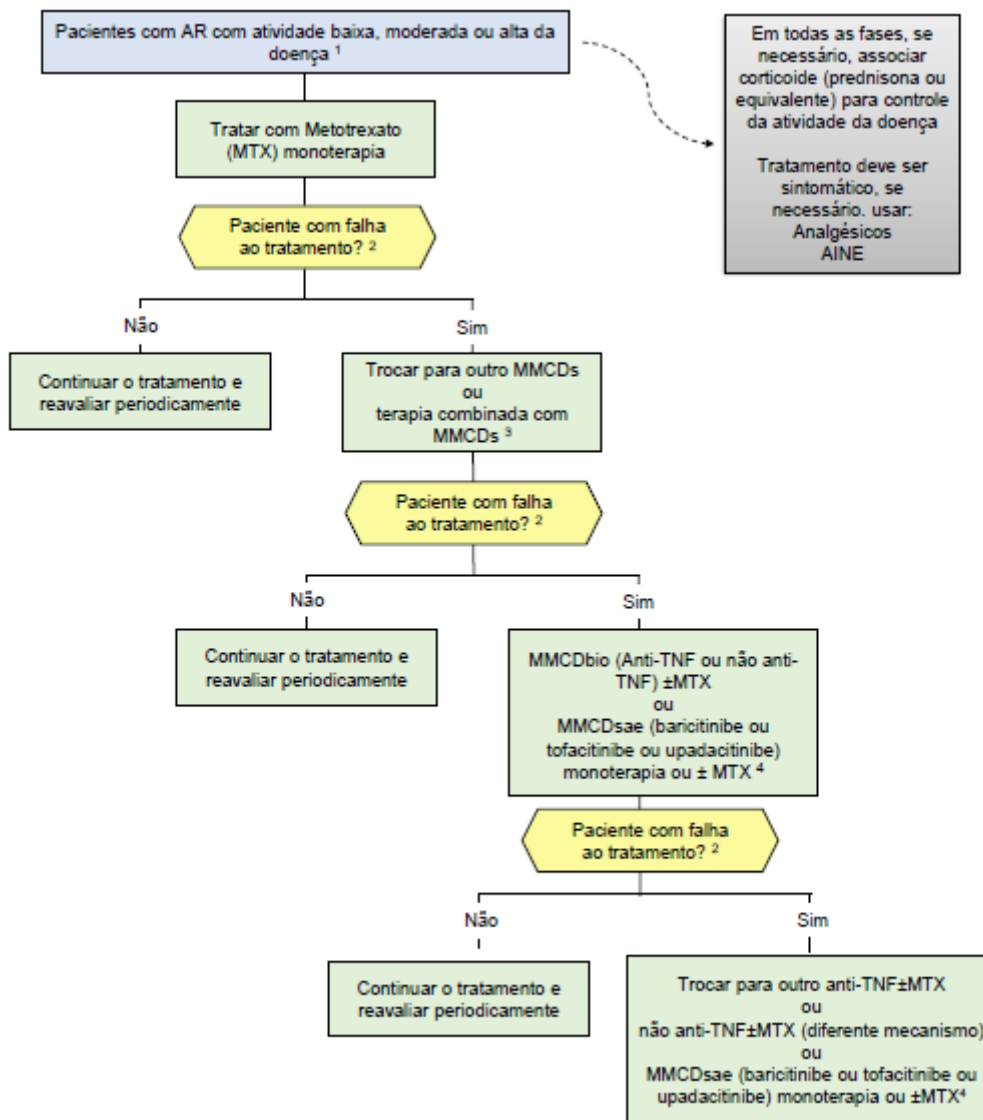 Pacientes com AR com atividade baixa, moderada ou alta da
doença ¹
Em todas as fases, se
necessário, associar
corticoide (prednisona ou
equivalente) para controle
da atividade da doença
Tratamento deve ser
sintomático, se
necessário. usar:
Analgésicos
AINE
Tratar com Metotrexato
(MTX) monoterapia
Paciente com falha
ao tratamento? ²
Não
Sim
Continuar o tratamento e
reavaliar periodicamente
Trocar para outro MMCDs
ou
terapia combinada com
MMCDs ³
Paciente com falha
ao tratamento? ²
Não
Sim
Continuar o tratamento e
reavaliar periodicamente
MMCDbio (Anti-TNF ou não anti-
TNF) ±MTX
ou
MMCDsae (baricitinibe ou
tofacitinibe ou upadacitinibe)
monoterapia ou ± MTX ⁴
Paciente com falha
ao tratamento? ²
Não
Sim
Continuar o tratamento e
reavaliar periodicamente
Trocar para outro anti-TNF±MTX
ou
não anti-TNF±MTX (diferente mecanismo)
ou
MMCDsae (baricitinibe ou tofacitinibe ou
upadacitinibe) monoterapia ou ±MTX⁴